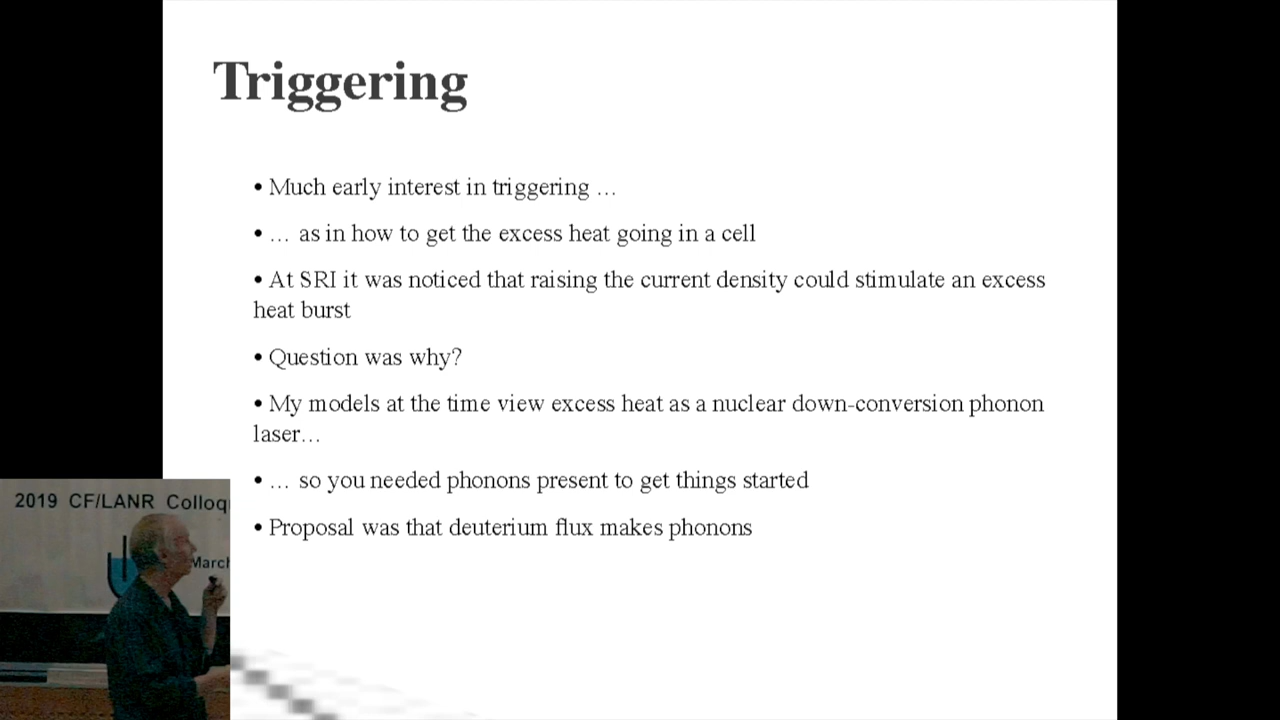 Triggering
• Much early interest in triggering …
• … as in how to get the excess heat going in a cell
• At SRI it was noticed that raising the current density could stimulate an excess
heat burst
• Question was why?
• My models at the time view excess heat as a nuclear down-conversion phonon
laser…
• … so you needed phonons present to get things started
• Proposal was that deuterium flux makes phonons
2019 CF/LANR Colloq
March